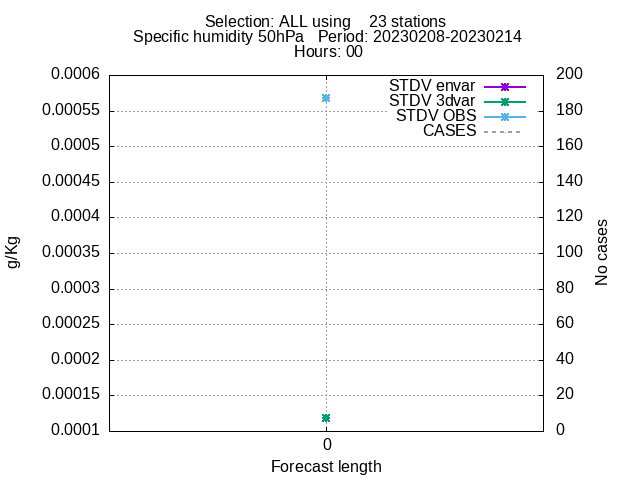 Selection: ALL using    23 stations
Specific humidity 50hPa   Period: 20230208-20230214
Hours: 00
0.0006
0.00055
0.0005
0.00045
0.0004
0.00035
0.0003
0.00025
0.0002
0.00015
0.0001
g/Kg
STDV envar
STDV 3dvar
STDV OBS
CASES
200
180
160
140
120
100
80
60
40
20
0
No cases
0
Forecast length